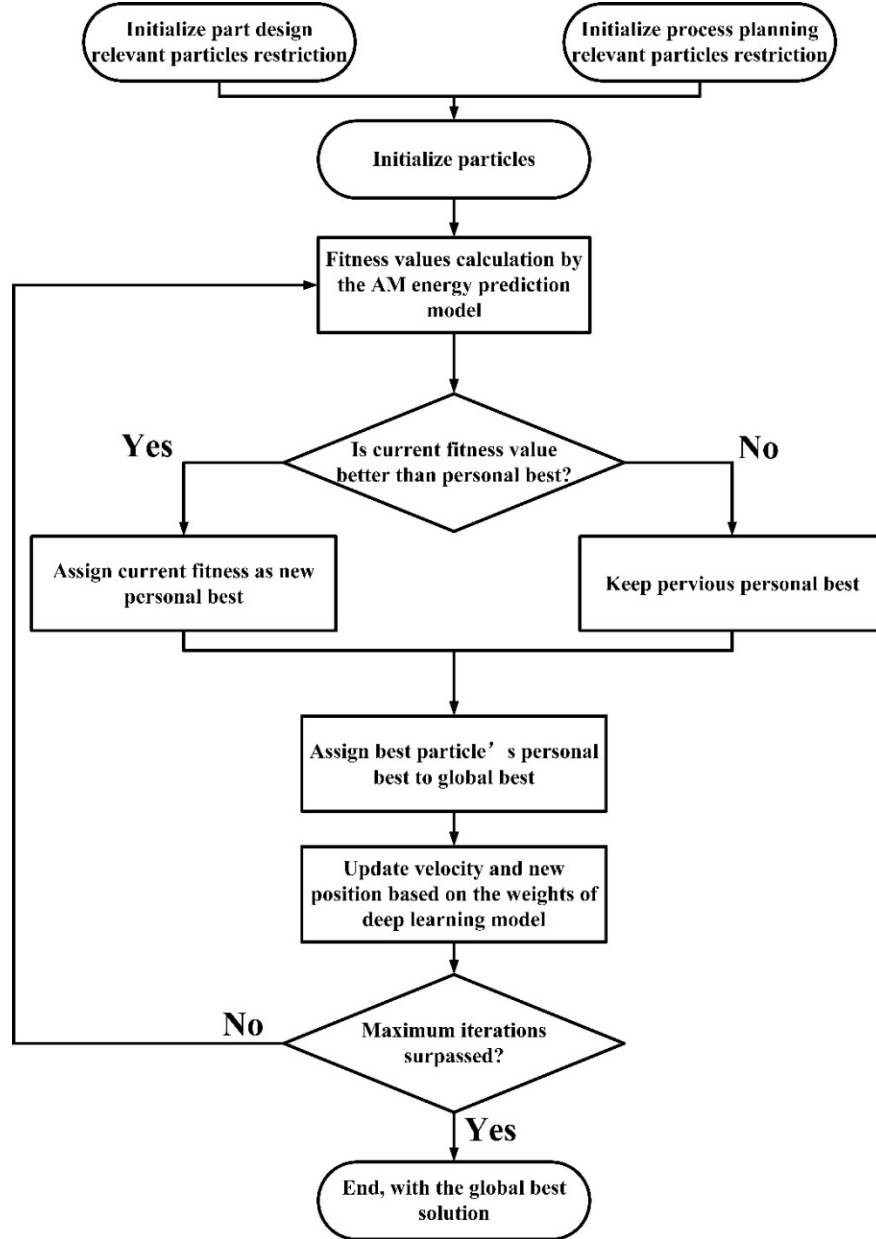 Initialize part design
relevant particles restriction
Initialize process planning
relevant particles restriction
Initialize particles
Fitness values calculation by
the AM energy prediction
model
Yes
Is current fitness value
better than personal best?
No
Assign current fitness as new
personal best
Keep pervious personal best
Assign best particle’s personal
best to global best
Update velocity and new
position based on the weights of
deep learning model
No
Maximum iterations
surpassed?
Yes
End, with the global best
solution